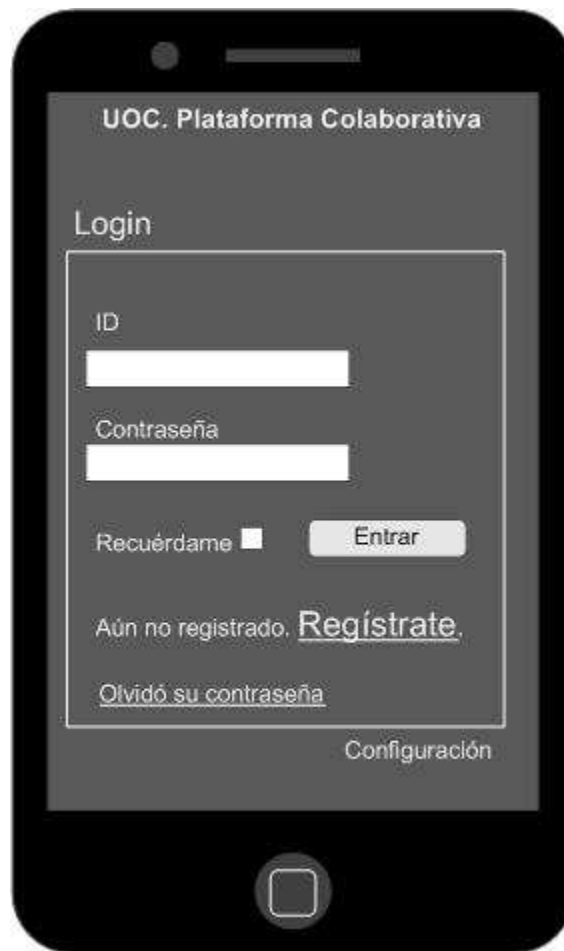 UOC. Plataforma Colaborativa
Login
ID
Contraseña
Recuérdame
Entrar
Aún no registrado. Regístrate.
Olvidó su contraseña
Configuración